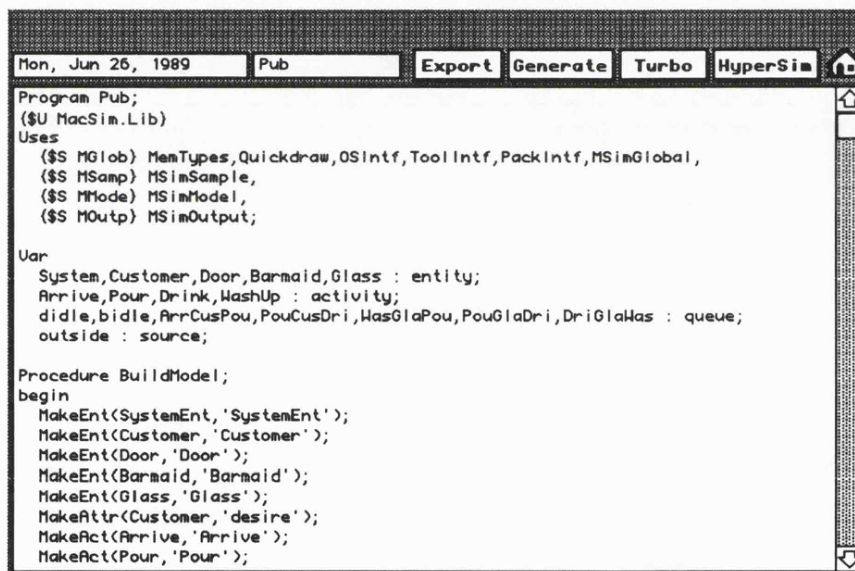 Mon, Jun 26, 1989 Pub Export Generate Turbo HyperSim
Program Pub;
{$U MacSim.Lib}
Uses
{$S MGlob} MemTypes,Quickdraw,OSIntf,ToolIntf,PackIntf,MSimGlobal,
{$S MSamp} MSimSample,
{$S MMode} MSimModel,
{$S MOutp} MSimOutput;
Var
System,Customer,Door,Barmaid,Glass : entity;
Arrive,Pour,Drink,WashUp : activity;
didle,bidle,ArrCusPou,PouCusDri,WasGlaPou,PouGlaDri,DriGlaWas : queue;
outside : source;
Procedure BuildModel;
begin
MakeEnt(SystemEnt,'SystemEnt');
MakeEnt(Customer,'Customer');
MakeEnt(Door,'Door');
MakeEnt(Barmaid,'Barmaid');
MakeEnt(Glass,'Glass');
MakeAttr(Customer,'desire');
MakeAct(Arrive,'Arrive');
MakeAct(Pour,'Pour');